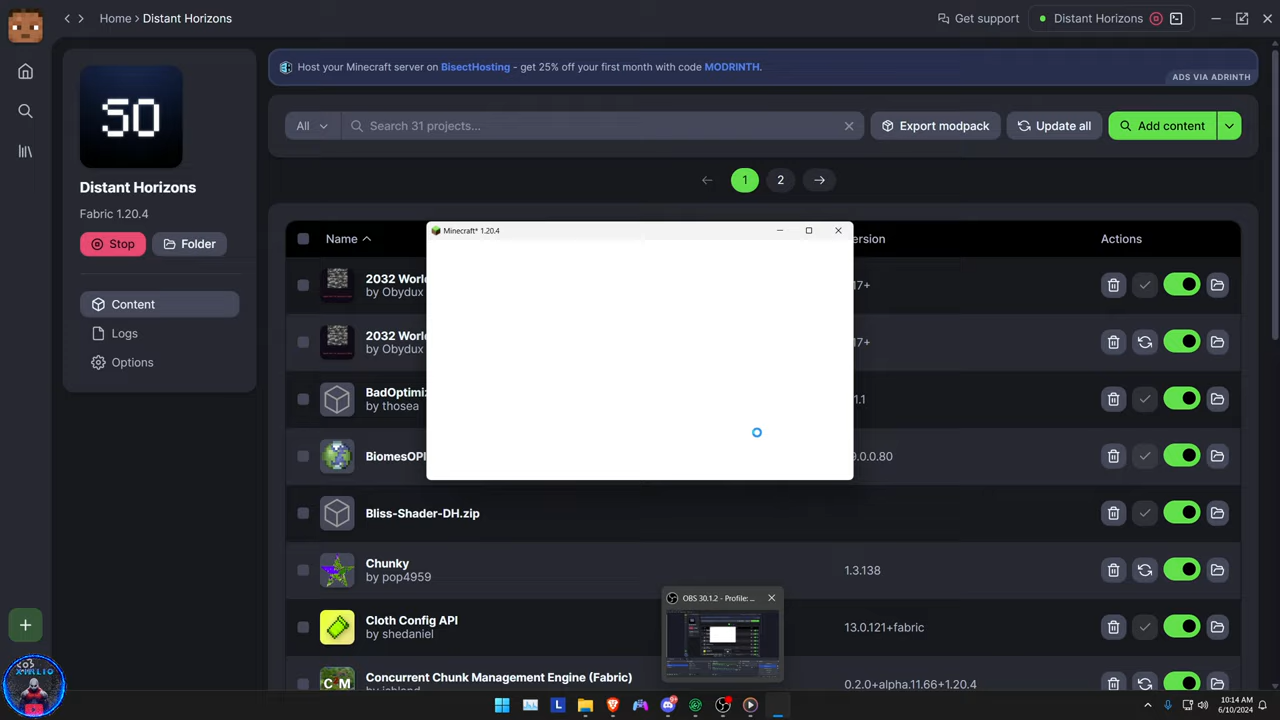 Home › Distant Horizons
Get support
Distant Horizons
Host your Minecraft server on BisectHosting - get 25% off your first month with code MODRINTH.
ADS VIA ADRINTH
SO
Distant Horizons
Fabric 1.20.4
Stop
Folder
Content
Logs
Options
All
Search 31 projects...
Export modpack
Update all
Add content
1
2
Name
ersion
Actions
Minecraft* 1.20.4
2032 Worl
by Obydux
17+
2032 Worl
by Obydux
17+
BadOptimi
by thosea
.1.1
BiomesOPl
9.0.0.80
Bliss-Shader-DH.zip
Chunky
by pop4959
1.3.138
Cloth Config API
by shedaniel
13.0.121+fabric
Concurrent Chunk Management Engine (Fabric)
0.2.0+alpha.11.66+1.20.4
OBS 30.1.2 - Profile: ...
10:14 AM
6/10/2024